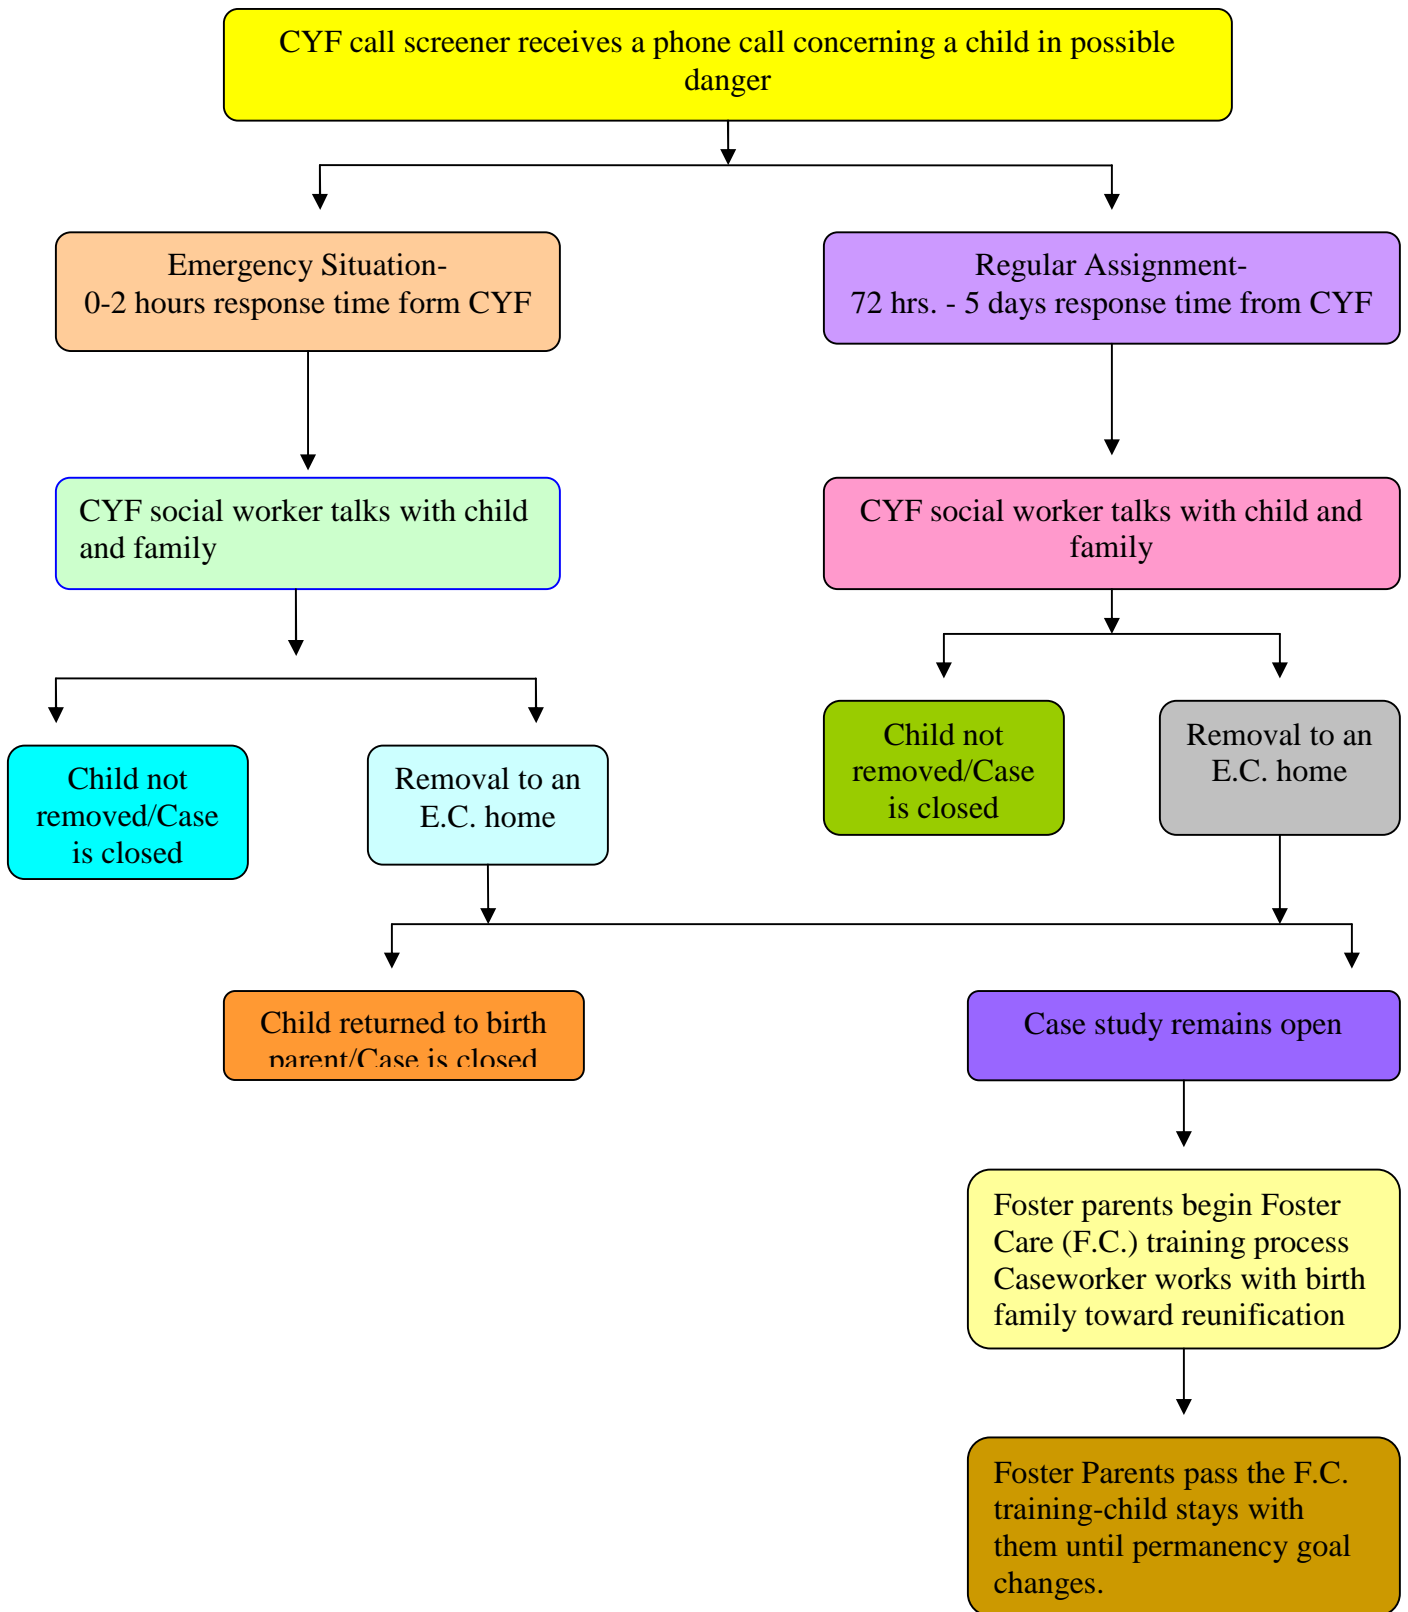 CYF call screener receives a phone call concerning a child in possible
danger
Emergency Situation-
0-2 hours response time form CYF
Regular Assignment-
72 hrs. - 5 days response time from CYF
CYF social worker talks with child
and family
CYF social worker talks with child and
family
Child not
removed/Case
is closed
Removal to an
E.C. home
Child not
removed/Case
is closed
Removal to an
E.C. home
Child returned to birth
parent/Case is closed
Case study remains open
Foster parents begin Foster
Care (F.C.) training process
Caseworker works with birth
family toward reunification
Foster Parents pass the F.C.
training-child stays with
them until permanency goal
changes.